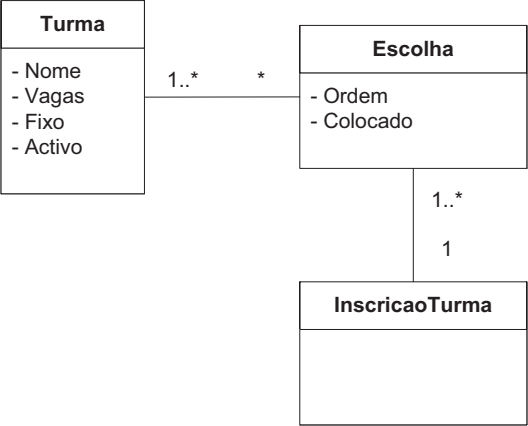 Turma
- Nome
- Vagas
- Fixo
- Activo
1..*
*
Escolha
- Ordem
- Colocado
1..*
1
InscricaoTurma